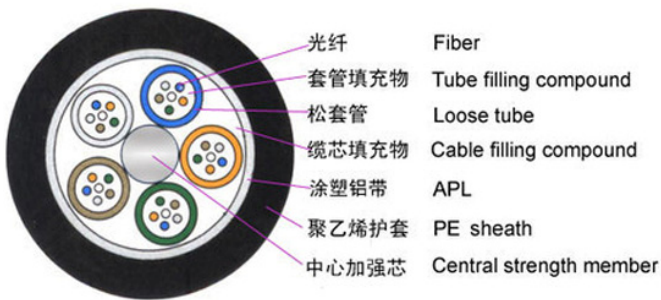 光纤 Fiber
套管填充物 Tube filling compound
松套管 Loose tube
缆芯填充物 Cable filling compound
涂塑铝带 APL
聚乙烯护套 PE sheath
中心加强芯 Central strength member